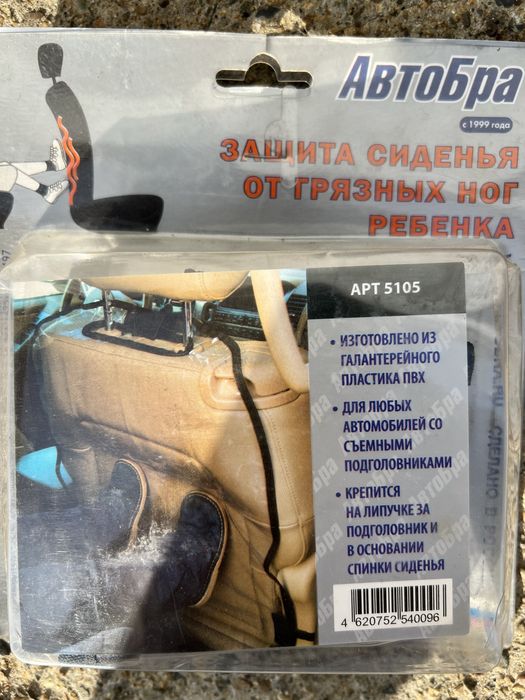 АвтоБра
с 1999 года
ЗАЩИТА СИДЕНЬЯ
ОТ ГРЯЗНЫХ НОГ
РЕБЕНКА
АРТ 5105
• ИЗГОТОВЛЕНО ИЗ
ГАЛАНТЕРЕЙНОГО
ПЛАСТИКА ПВХ
• ДЛЯ ЛЮБЫХ
АВТОМОБИЛЕЙ СО
СЪЕМНЫМИ
ПОДГОЛОВНИКАМИ
• КРЕПИТСЯ
НА ЛИПУЧКЕ ЗА
ПОДГОЛОВНИК И
В ОСНОВАНИИ
СПИНКИ СИДЕНЬЯ
4 620752 540096